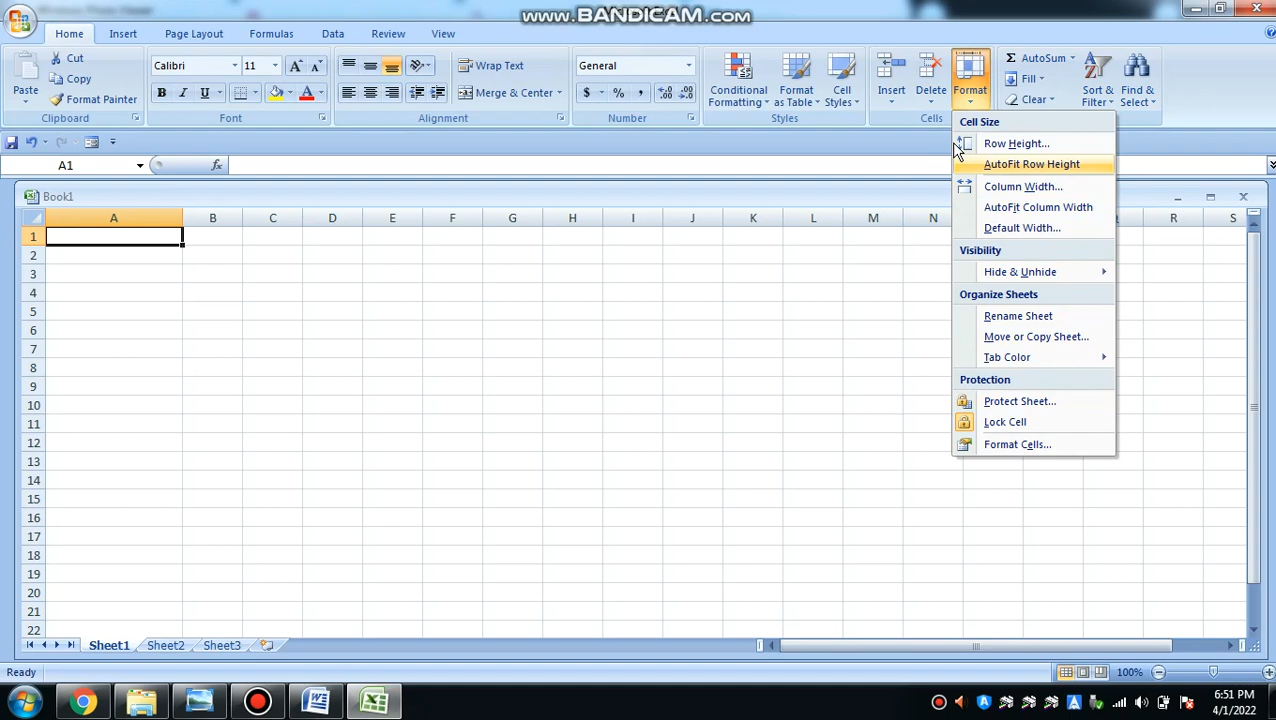 www.BANDICAM.com
Home Insert Page Layout Formulas Data Review View
Paste
Cut
Copy
Format Painter
Clipboard
Calibri 11
B I U
Font
Wrap Text
Merge & Center
Alignment
General
$ % ,
Number
Conditional Formatting
Format as Table
Cell Styles
Styles
Insert
Delete
Format
Cells
AutoSum
Fill
Clear
Sort & Filter
Find & Select
A1
fx
Book1
Cell Size
Row Height...
AutoFit Row Height
Column Width...
AutoFit Column Width
Default Width...
Visibility
Hide & Unhide
Organize Sheets
Rename Sheet
Move or Copy Sheet...
Tab Color
Protection
Protect Sheet...
Lock Cell
Format Cells...
A B C D E F G H I J K L M N R S
1
2
3
4
5
6
7
8
9
10
11
12
13
14
15
16
17
18
19
20
21
22
Sheet1 Sheet2 Sheet3
Ready
100%
6:51 PM
4/1/2022